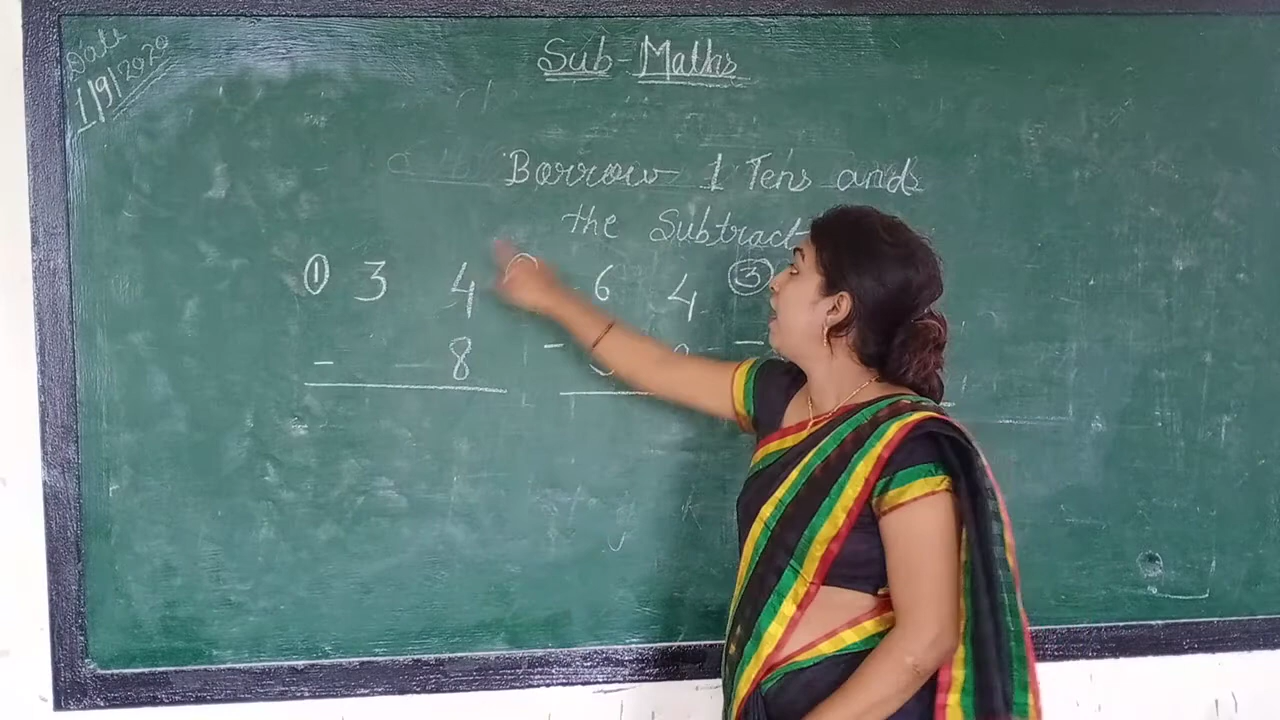 Date
1/9/2020
Sub-Maths
Borrow 1 Tens and
the Subtract
① 3 4
- 8
6 4
-
③
-